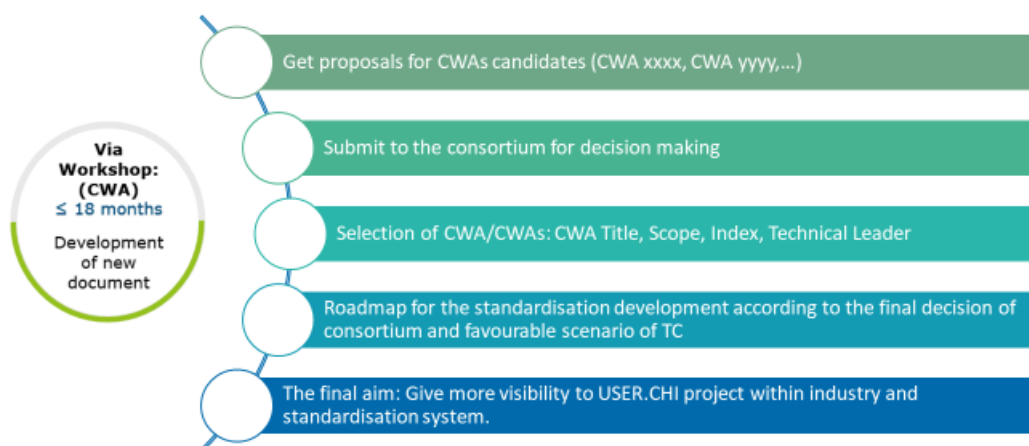 Get proposals for CWAs candidates (CWA xxxx, CWA yyyy,...)
Submit to the consortium for decision making
Via
Workshop:
(CWA)
≤ 18 months
Development
of new
document
Selection of CWA/CWAs: CWA Title, Scope, Index, Technical Leader
Roadmap for the standardisation development according to the final decision of
consortium and favourable scenario of TC
The final aim: Give more visibility to USER.CHI project within industry and
standardisation system.